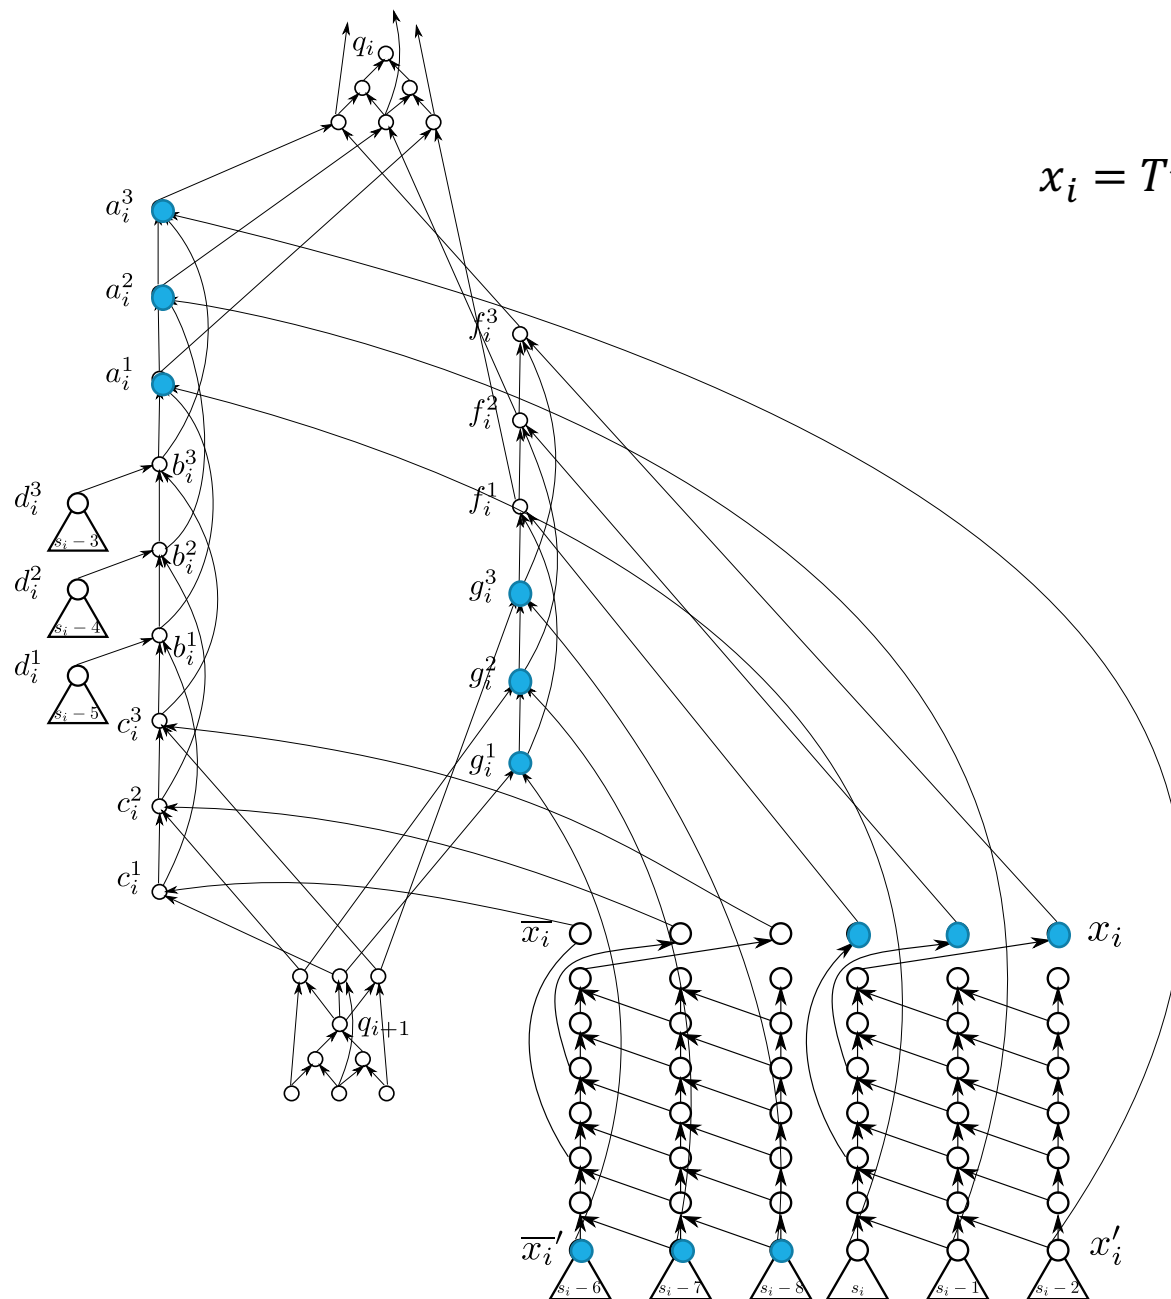 $q_i$
$x_i = T$
$a_i^3$
$a_i^2$
$f_i^3$
$a_i^1$
$f_i^2$
$b_i^3$
$d_i^3$
$f_i^1$
$s_i - 3$
$b_i^2$
$d_i^2$
$g_i^3$
$s_i - 4$
$b_i^1$
$d_i^1$
$g_i^2$
$s_i - 5$
$c_i^3$
$g_i^1$
$c_i^2$
$c_i^1$
$\overline{x_i}$ $x_i$
$q_{i+1}$
$\overline{x_i}'$ $x_i'$
$s_i - 6$ $s_i - 7$ $s_i - 8$ $s_i$ $s_i - 1$ $s_i - 2$